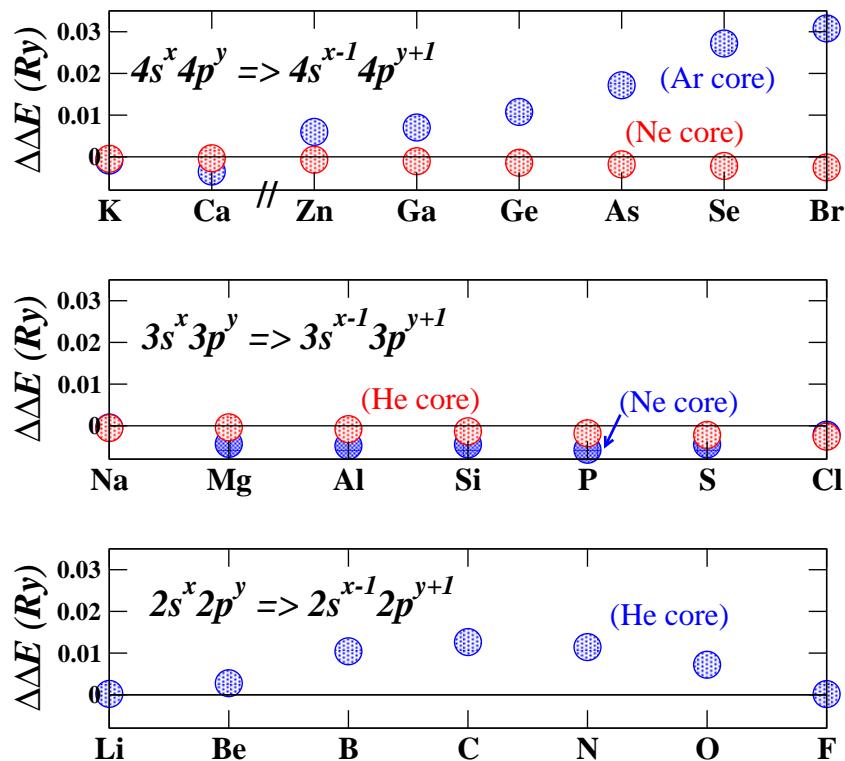 ΔΔE (Ry)
0.03
0.02
0.01
0
4s^x 4p^y => 4s^{x-1} 4p^{y+1}
(Ar core)
(Ne core)
K Ca // Zn Ga Ge As Se Br
ΔΔE (Ry)
0.03
0.02
0.01
0
3s^x 3p^y => 3s^{x-1} 3p^{y+1}
(He core) (Ne core)
Na Mg Al Si P S Cl
ΔΔE (Ry)
0.03
0.02
0.01
0
2s^x 2p^y => 2s^{x-1} 2p^{y+1}
(He core)
Li Be B C N O F